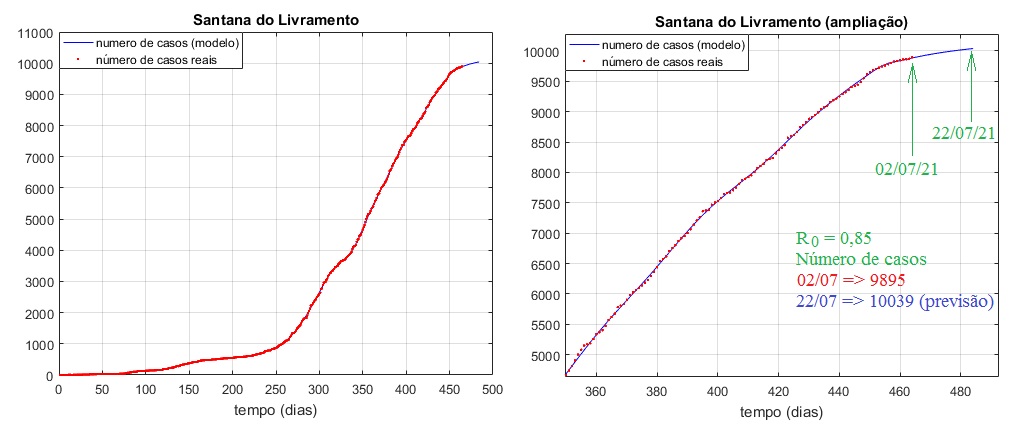 Santana do Livramento
numero de casos (modelo)
número de casos reais
11000
10000
9000
8000
7000
6000
5000
4000
3000
2000
1000
0
0 50 100 150 200 250 300 350 400 450 500
tempo (dias)
Santana do Livramento (ampliação)
numero de casos (modelo)
número de casos reais
10000
9500
9000
8500
8000
7500
7000
6500
6000
5500
5000
22/07/21
02/07/21
R0 = 0,85
Número de casos
02/07 => 9895
22/07 => 10039 (previsão)
360 380 400 420 440 460 480
tempo (dias)